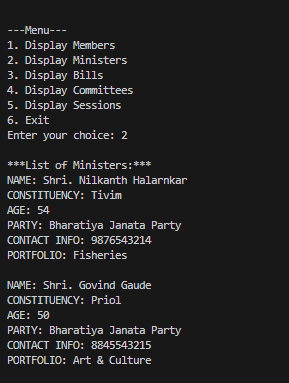 ---Menu---
1. Display Members
2. Display Ministers
3. Display Bills
4. Display Committees
5. Display Sessions
6. Exit
Enter your choice: 2
***List of Ministers:***
NAME: Shri. Nilkanth Halarnkar
CONSTITUENCY: Tivim
AGE: 54
PARTY: Bharatiya Janata Party
CONTACT INFO: 9876543214
PORTFOLIO: Fisheries
NAME: Shri. Govind Gaude
CONSTITUENCY: Priol
AGE: 50
PARTY: Bharatiya Janata Party
CONTACT INFO: 8845543215
PORTFOLIO: Art & Culture